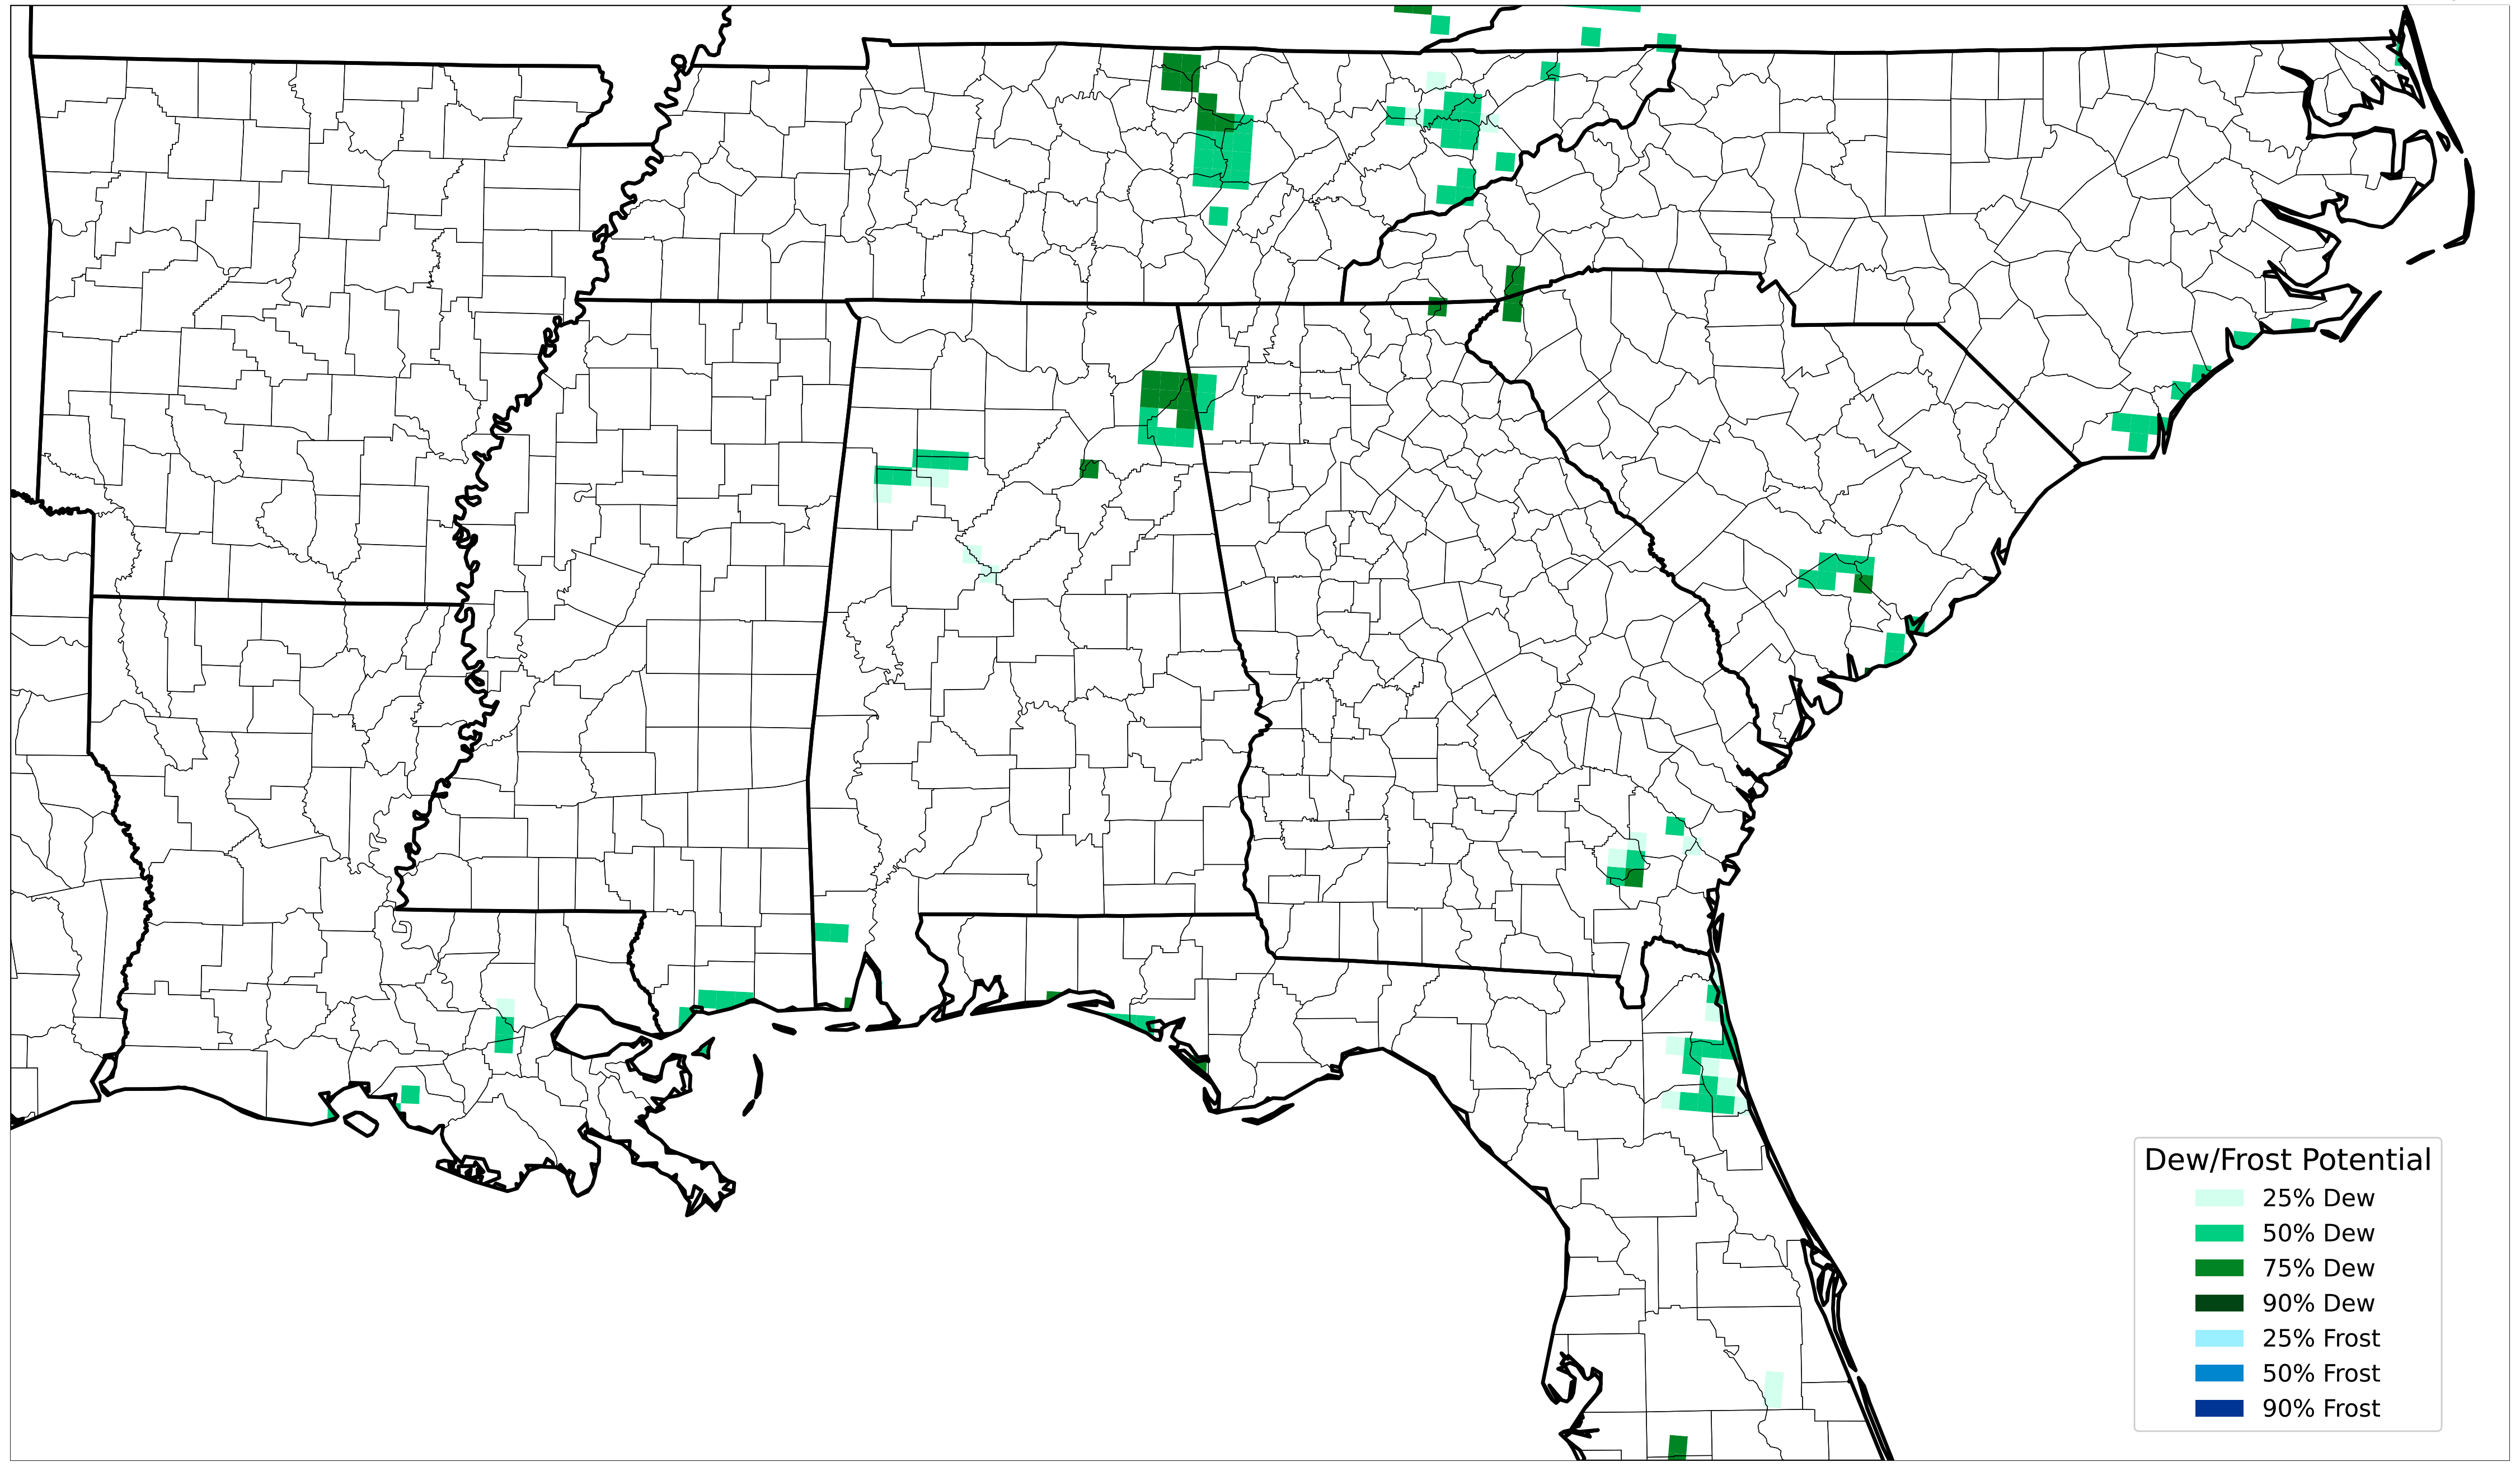 Dew/Frost Potential
25% Dew
50% Dew
75% Dew
90% Dew
25% Frost
50% Frost
90% Frost